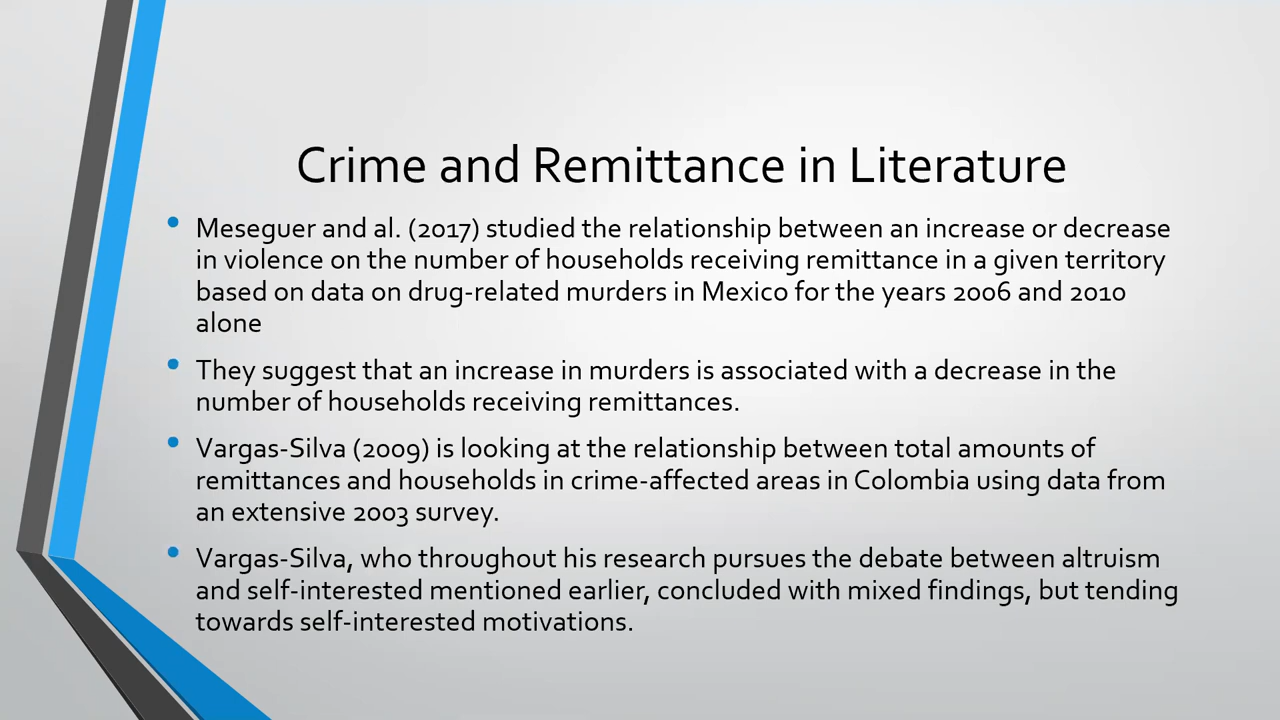 Crime and Remittance in Literature
• Meseguer and al. (2017) studied the relationship between an increase or decrease
in violence on the number of households receiving remittance in a given territory
based on data on drug-related murders in Mexico for the years 2006 and 2010
alone
• They suggest that an increase in murders is associated with a decrease in the
number of households receiving remittances.
• Vargas-Silva (2009) is looking at the relationship between total amounts of
remittances and households in crime-affected areas in Colombia using data from
an extensive 2003 survey.
• Vargas-Silva, who throughout his research pursues the debate between altruism
and self-interested mentioned earlier, concluded with mixed findings, but tending
towards self-interested motivations.